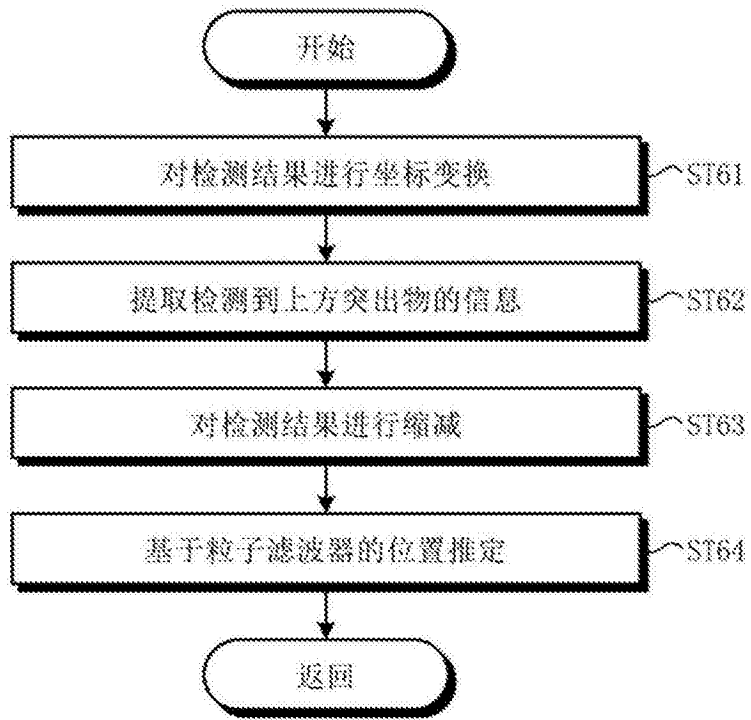 开始
对检测结果进行坐标变换
ST61
提取检测到上方突出物的信息
ST62
对检测结果进行缩减
ST63
基于粒子滤波器的位置推定
ST64
返回